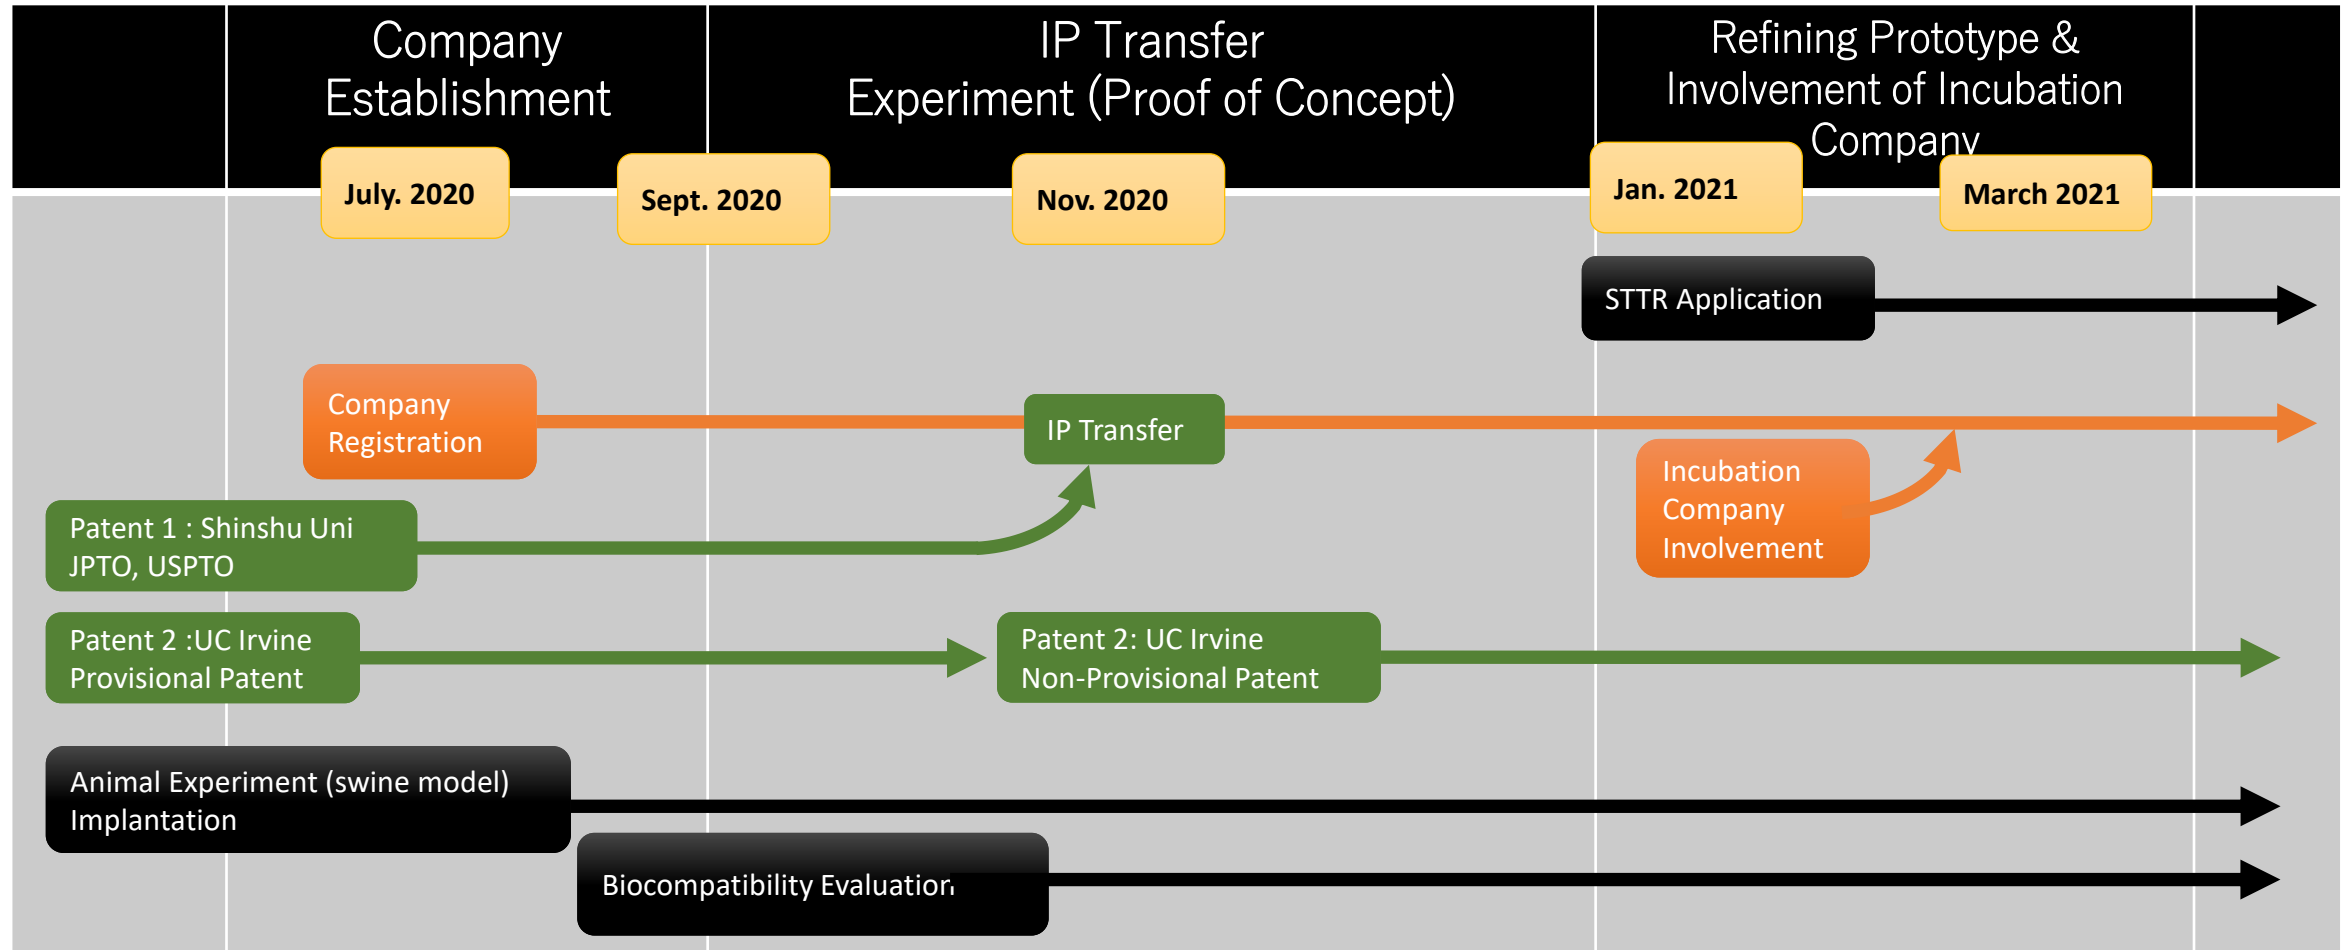 Company
Establishment
IP Transfer
Experiment (Proof of Concept)
Refining Prototype &
Involvement of Incubation
Company
July. 2020
Sept. 2020
Nov. 2020
Jan. 2021
March 2021
STTR Application
Company
Registration
IP Transfer
Incubation
Company
Involvement
Patent 1 : Shinshu Uni
JPTO, USPTO
Patent 2 :UC Irvine
Provisional Patent
Patent 2: UC Irvine
Non-Provisional Patent
Animal Experiment (swine model)
Implantation
Biocompatibility Evaluation